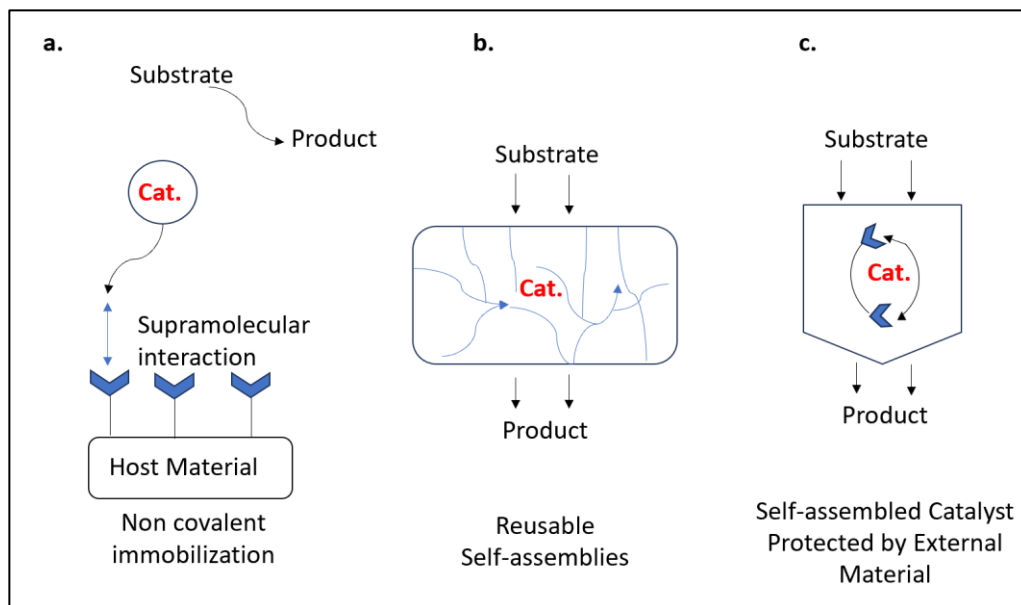 a.
Substrate
Product
Cat.
Supramolecular
interaction
Host Material
Non covalent
immobilization
b.
Substrate
Cat.
Product
Reusable
Self-assemblies
c.
Substrate
Cat.
Product
Self-assembled Catalyst
Protected by External
Material